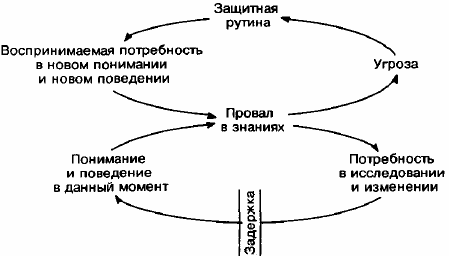 Защитная
рутина
Воспринимаемая потребность
в новом понимании
и новом поведении
Угроза
Провал
в знаниях
Понимание
и поведение
в данный момент
Потребность
в исследовании
и изменении
Задержка